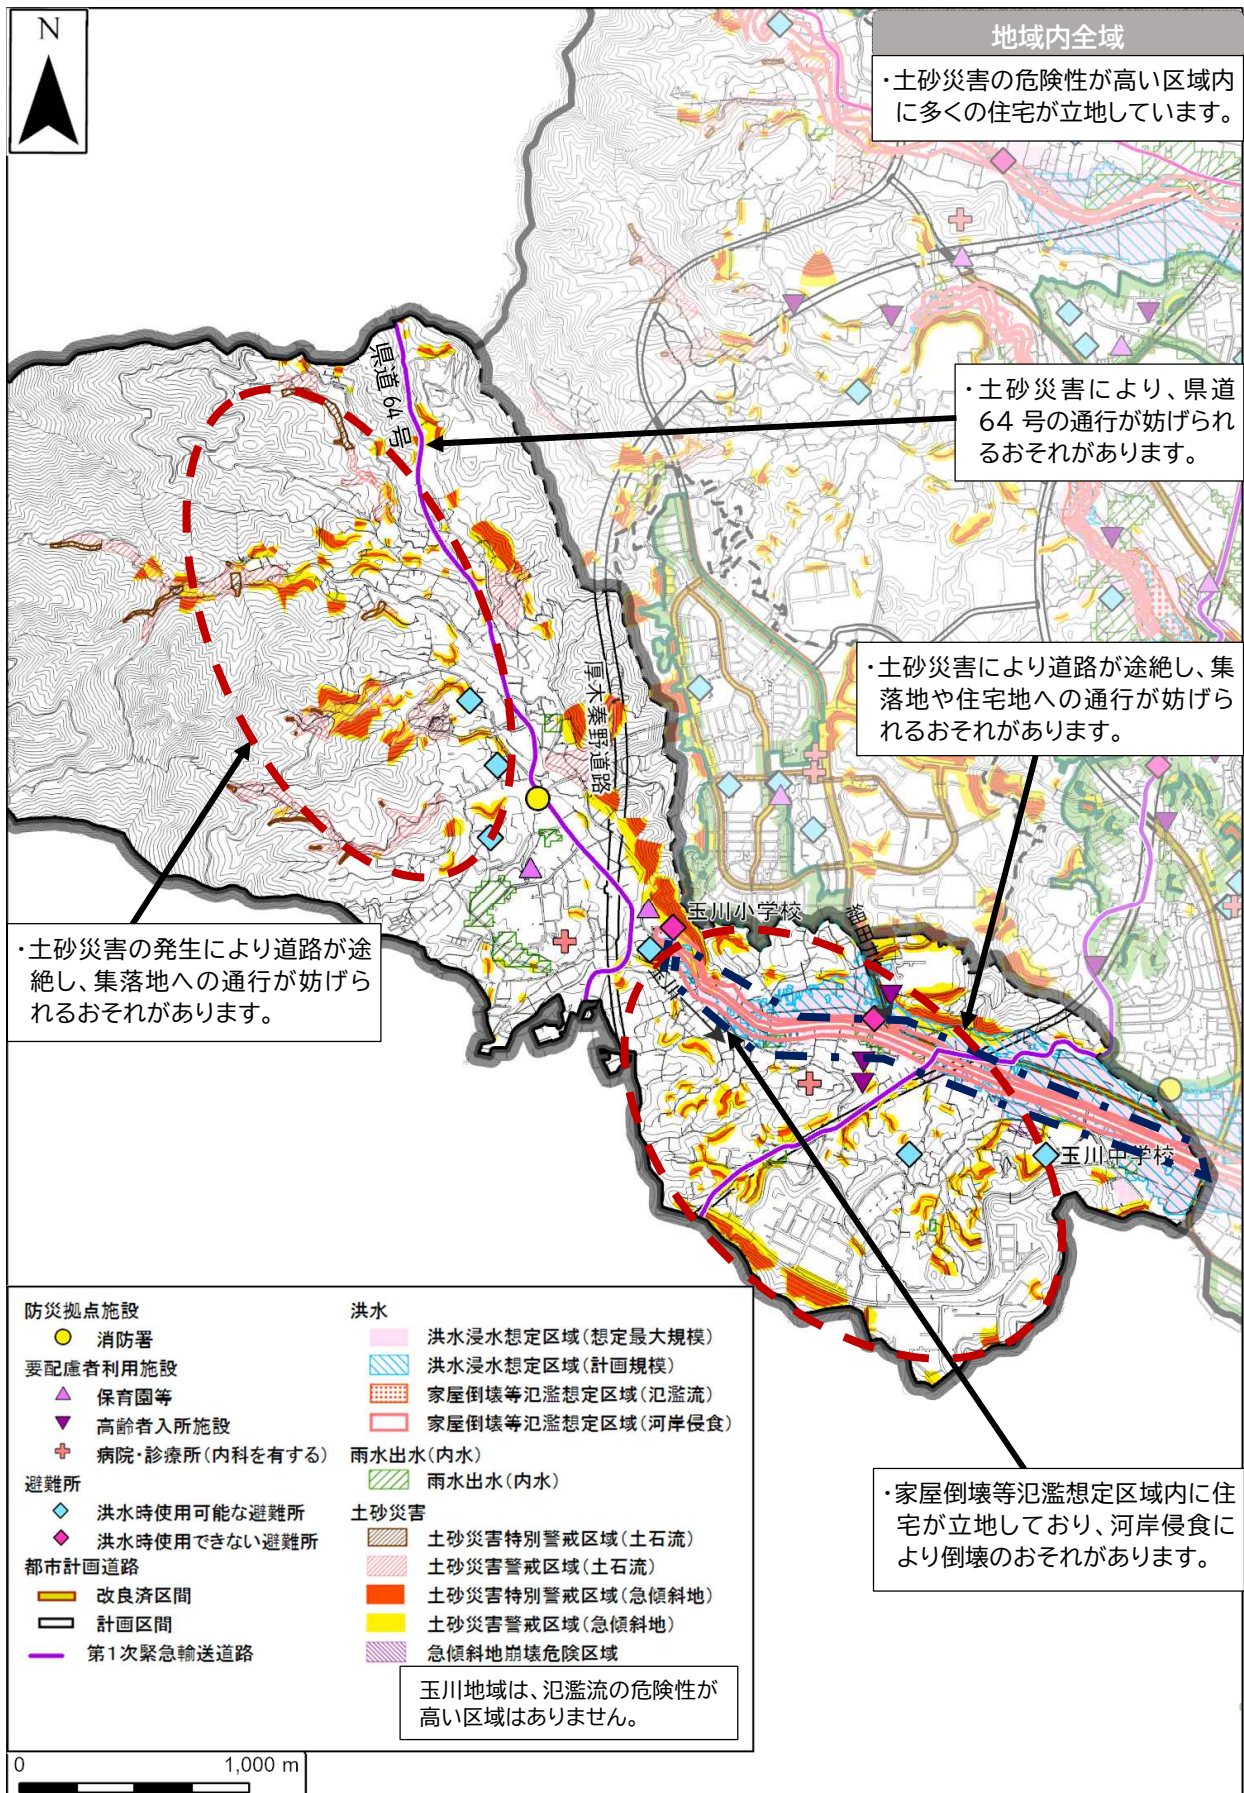 N
地域内全域
・土砂災害の危険性が高い区域内
に多くの住宅が立地しています。
県道64号
・土砂災害により、県道
64 号の通行が妨げられ
るおそれがあります。
厚木秦野道路
・土砂災害により道路が途絶し、集
落地や住宅地への通行が妨げら
れるおそれがあります。
玉川小学校
・土砂災害の発生により道路が途
絶し、集落地への通行が妨げら
れるおそれがあります。
玉川中学校
・家屋倒壊等氾濫想定区域内に住
宅が立地しており、河岸侵食に
より倒壊のおそれがあります。
防災拠点施設
消防署
要配慮者利用施設
保育園等
高齢者入所施設
病院・診療所(内科を有する)
避難所
洪水時使用可能な避難所
洪水時使用できない避難所
都市計画道路
改良済区間
計画区間
第1次緊急輸送道路
洪水
洪水浸水想定区域(想定最大規模)
洪水浸水想定区域(計画規模)
家屋倒壊等氾濫想定区域(氾濫流)
家屋倒壊等氾濫想定区域(河岸侵食)
雨水出水(内水)
雨水出水(内水)
土砂災害
土砂災害特別警戒区域(土石流)
土砂災害警戒区域(土石流)
土砂災害特別警戒区域(急傾斜地)
土砂災害警戒区域(急傾斜地)
急傾斜地崩壊危険区域
玉川地域は、氾濫流の危険性が
高い区域はありません。
0 1,000 m